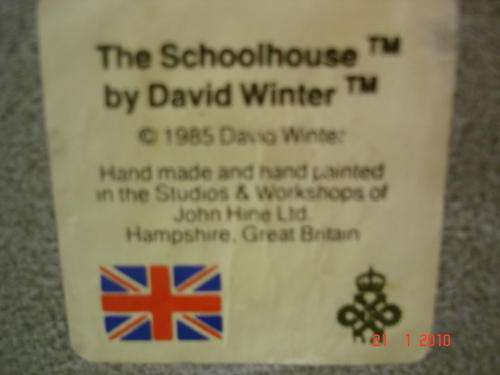 The Schoolhouse ™
by David Winter ™
© 1985 David Winter
Hand made and hand painted
in the Studios & Workshops of
John Hine Ltd.
Hampshire, Great Britain
21 1 2010